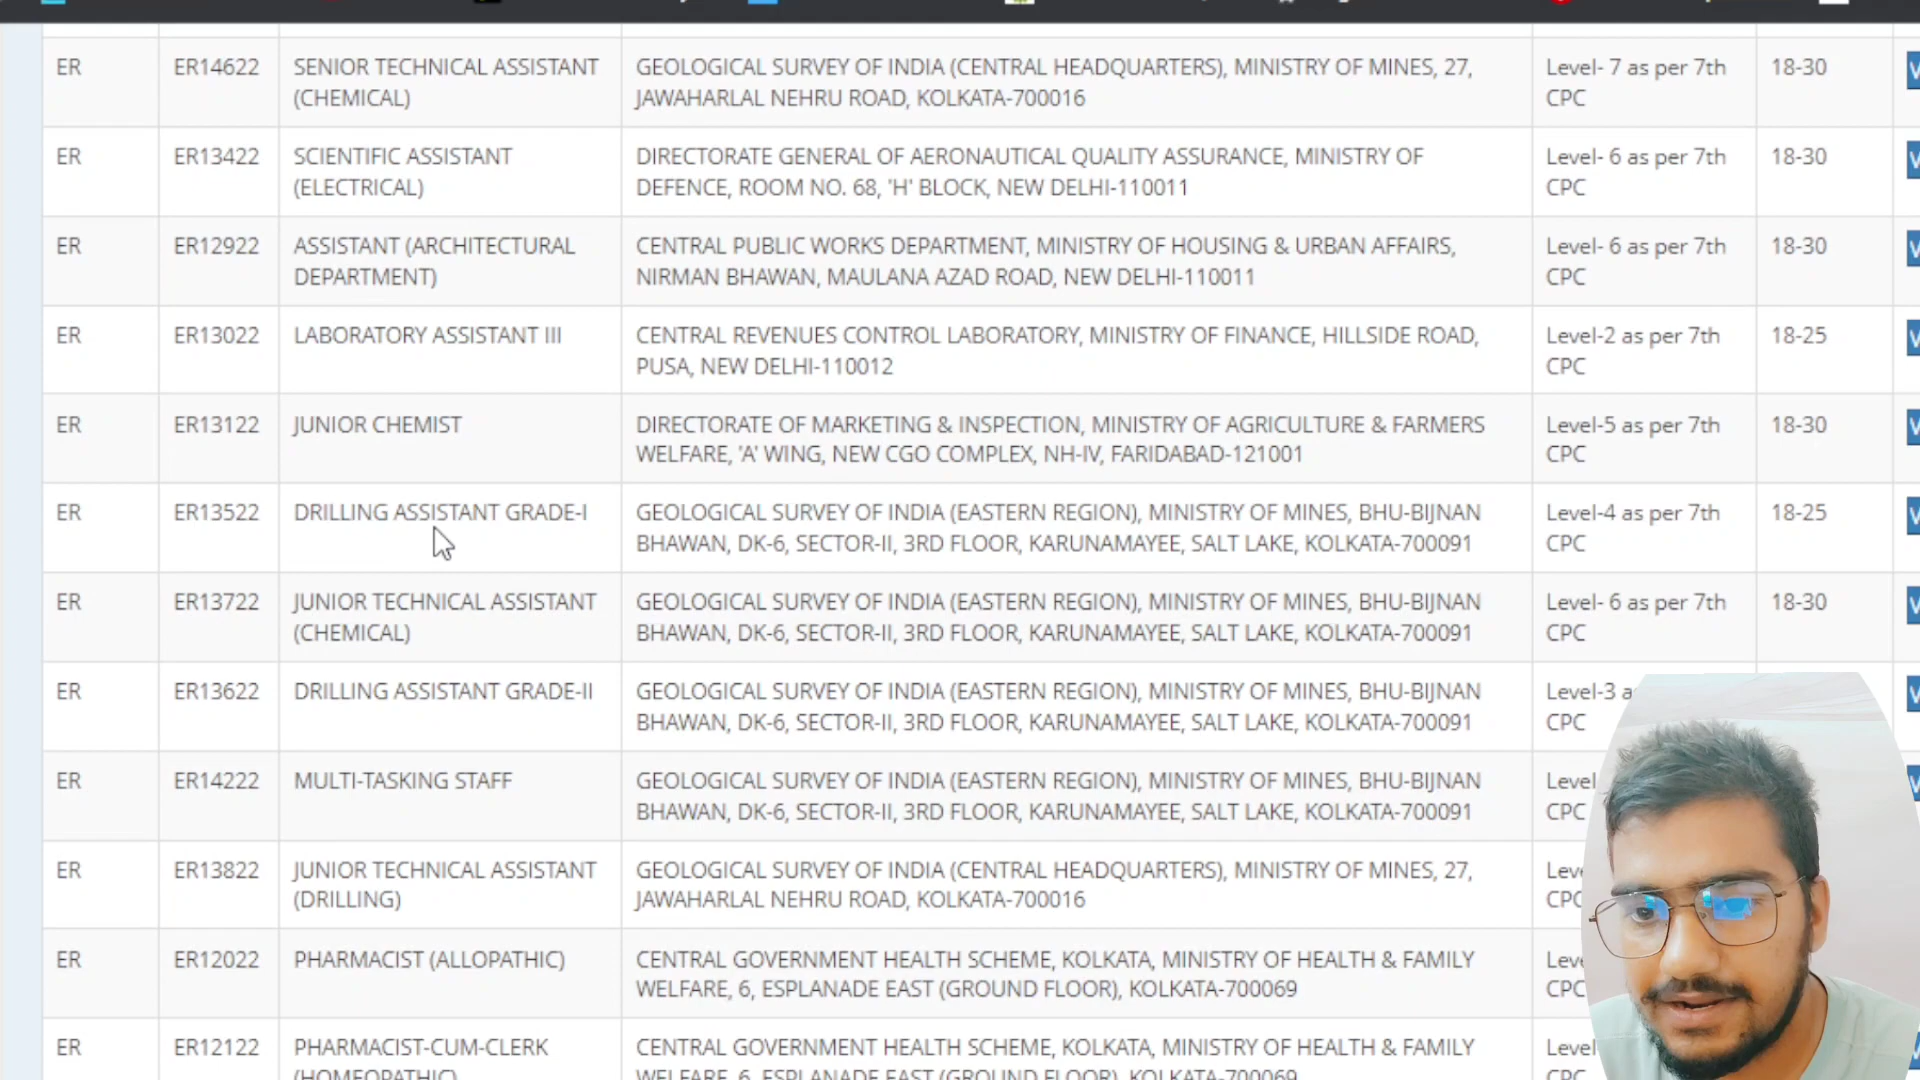 ER ER14622 SENIOR TECHNICAL ASSISTANT GEOLOGICAL SURVEY OF INDIA (CENTRAL HEADQUARTERS), MINISTRY OF MINES, 27, Level- 7 as per 7th 18-30
(CHEMICAL) JAWAHARLAL NEHRU ROAD, KOLKATA-700016 CPC
ER ER13422 SCIENTIFIC ASSISTANT DIRECTORATE GENERAL OF AERONAUTICAL QUALITY ASSURANCE, MINISTRY OF Level- 6 as per 7th 18-30
(ELECTRICAL) DEFENCE, ROOM NO. 68, 'H' BLOCK, NEW DELHI-110011 CPC
ER ER12922 ASSISTANT (ARCHITECTURAL CENTRAL PUBLIC WORKS DEPARTMENT, MINISTRY OF HOUSING & URBAN AFFAIRS, Level- 6 as per 7th 18-30
DEPARTMENT) NIRMAN BHAWAN, MAULANA AZAD ROAD, NEW DELHI-110011 CPC
ER ER13022 LABORATORY ASSISTANT III CENTRAL REVENUES CONTROL LABORATORY, MINISTRY OF FINANCE, HILLSIDE ROAD, Level-2 as per 7th 18-25
PUSA, NEW DELHI-110012 CPC
ER ER13122 JUNIOR CHEMIST DIRECTORATE OF MARKETING & INSPECTION, MINISTRY OF AGRICULTURE & FARMERS Level-5 as per 7th 18-30
WELFARE, 'A' WING, NEW CGO COMPLEX, NH-IV, FARIDABAD-121001 CPC
ER ER13522 DRILLING ASSISTANT GRADE-I GEOLOGICAL SURVEY OF INDIA (EASTERN REGION), MINISTRY OF MINES, BHU-BIJNAN Level-4 as per 7th 18-25
BHAWAN, DK-6, SECTOR-II, 3RD FLOOR, KARUNAMAYEE, SALT LAKE, KOLKATA-700091 CPC
ER ER13722 JUNIOR TECHNICAL ASSISTANT GEOLOGICAL SURVEY OF INDIA (EASTERN REGION), MINISTRY OF MINES, BHU-BIJNAN Level- 6 as per 7th 18-30
(CHEMICAL) BHAWAN, DK-6, SECTOR-II, 3RD FLOOR, KARUNAMAYEE, SALT LAKE, KOLKATA-700091 CPC
ER ER13622 DRILLING ASSISTANT GRADE-II GEOLOGICAL SURVEY OF INDIA (EASTERN REGION), MINISTRY OF MINES, BHU-BIJNAN Level-3
BHAWAN, DK-6, SECTOR-II, 3RD FLOOR, KARUNAMAYEE, SALT LAKE, KOLKATA-700091 CPC
ER ER14222 MULTI-TASKING STAFF GEOLOGICAL SURVEY OF INDIA (EASTERN REGION), MINISTRY OF MINES, BHU-BIJNAN Level
BHAWAN, DK-6, SECTOR-II, 3RD FLOOR, KARUNAMAYEE, SALT LAKE, KOLKATA-700091 CPC
ER ER13822 JUNIOR TECHNICAL ASSISTANT GEOLOGICAL SURVEY OF INDIA (CENTRAL HEADQUARTERS), MINISTRY OF MINES, 27, Level
(DRILLING) JAWAHARLAL NEHRU ROAD, KOLKATA-700016 CPC
ER ER12022 PHARMACIST (ALLOPATHIC) CENTRAL GOVERNMENT HEALTH SCHEME, KOLKATA, MINISTRY OF HEALTH & FAMILY
WELFARE, 6, ESPLANADE EAST (GROUND FLOOR), KOLKATA-700069 CPC
ER ER12122 PHARMACIST-CUM-CLERK CENTRAL GOVERNMENT HEALTH SCHEME, KOLKATA, MINISTRY OF HEALTH & FAMILY Level
(HOMEOPATHIC) WELFARE, 6, ESPLANADE EAST (GROUND FLOOR), KOLKATA-700069